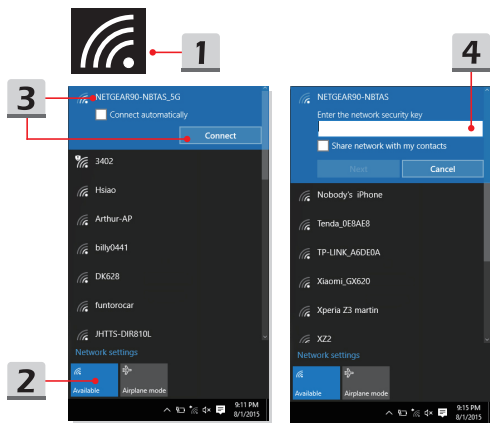 1
3
NETGEAR90-NBTAS_5G
Connect automatically
Connect
3402
Hsiao
Arthur-AP
billy0441
DK628
funtorocar
JHTTS-DIR810L
Network settings
2
Available
Airplane mode
9:11 PM
8/1/2015
4
NETGEAR90-NBTAS
Enter the network security key
Share network with my contacts
Next
Cancel
Nobody's iPhone
Tenda_0E8AE8
TP-LINK_A6DE0A
Xiaomi_GX620
Xperia Z3 martin
XZ2
Network settings
Available
Airplane mode
9:15 PM
8/1/2015